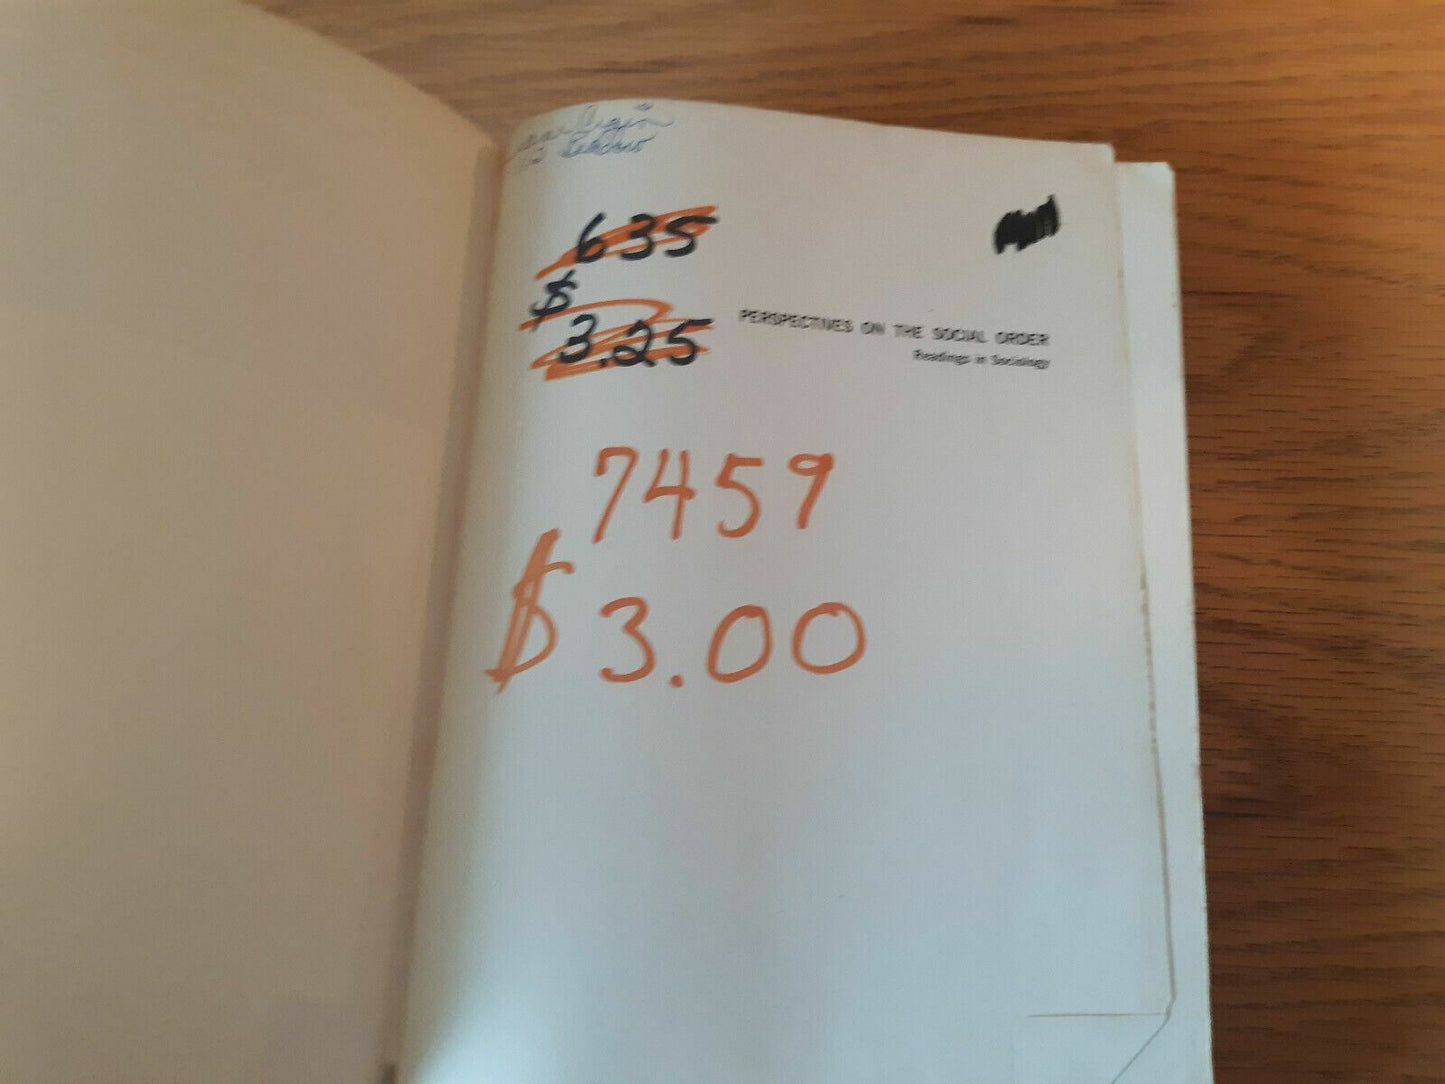 635
$
3.25
PERSPECTIVES ON THE SOCIAL ORDER
Readings in Sociology
7459
$3.00